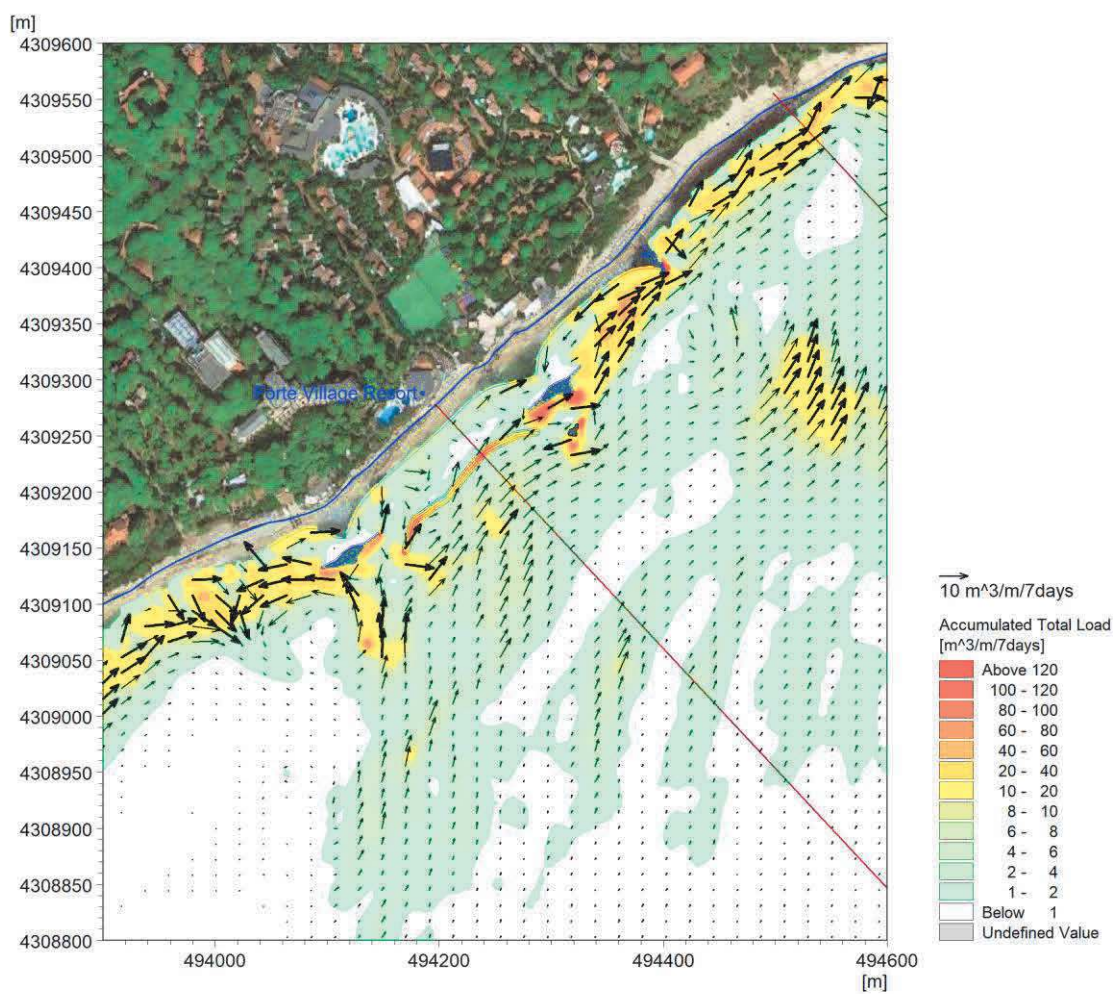 [m]
4309600
4309550
4309500
4309450
4309400
4309350
4309300
4309250
4309200
4309150
4309100
4309050
4309000
4308950
4308900
4308850
4308800
Forte Village Resort
494000
494200
494400
494600
[m]
10 m^3/m/7days
Accumulated Total Load
[m^3/m/7days]
Above 120
100 - 120
80 - 100
60 - 80
40 - 60
20 - 40
10 - 20
8 - 10
6 - 8
4 - 6
2 - 4
1 - 2
Below 1
Undefined Value